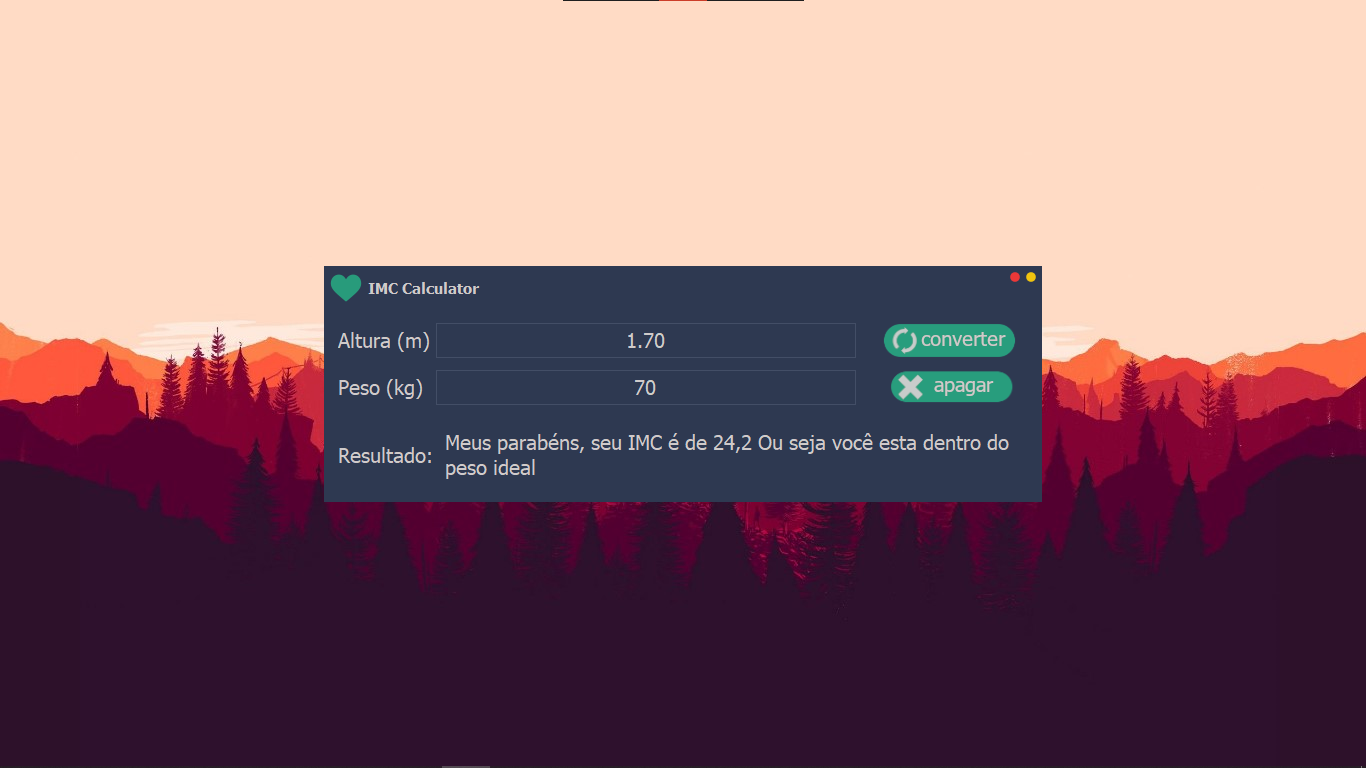 IMC Calculator
Altura (m) 1.70 converter
Peso (kg) 70 apagar
Resultado: Meus parabéns, seu IMC é de 24,2 Ou seja você esta dentro do
peso ideal